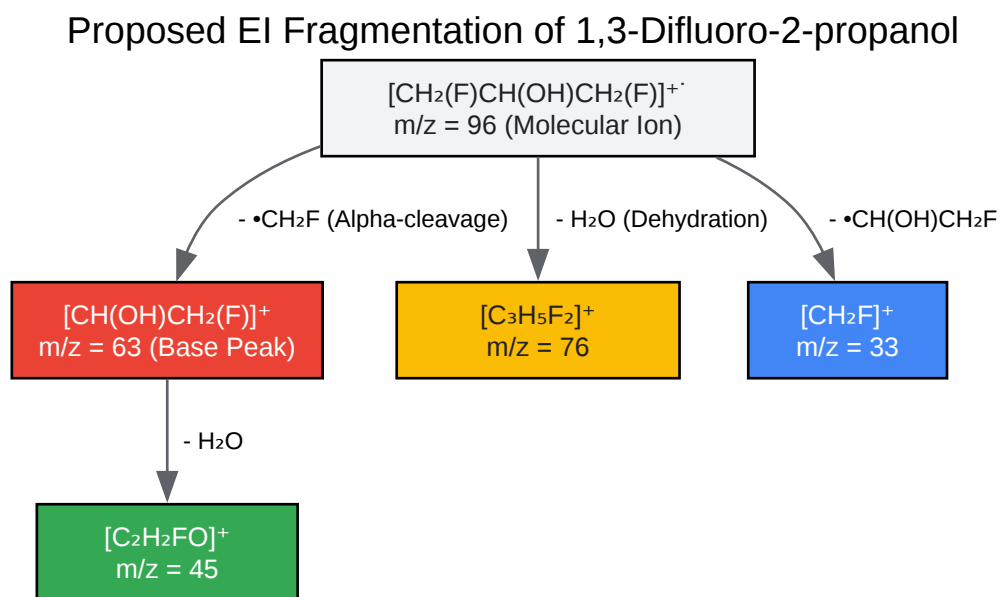 Proposed EI Fragmentation of 1,3-Difluoro-2-propanol
[CH₂(F)CH(OH)CH₂(F)]⁺˙
m/z = 96 (Molecular Ion)
- •CH₂F (Alpha-cleavage)
- H₂O (Dehydration)
- •CH(OH)CH₂F
[CH(OH)CH₂(F)]⁺
m/z = 63 (Base Peak)
[C₃H₅F₂]⁺
m/z = 76
[CH₂F]⁺
m/z = 33
- H₂O
[C₂H₂FO]⁺
m/z = 45